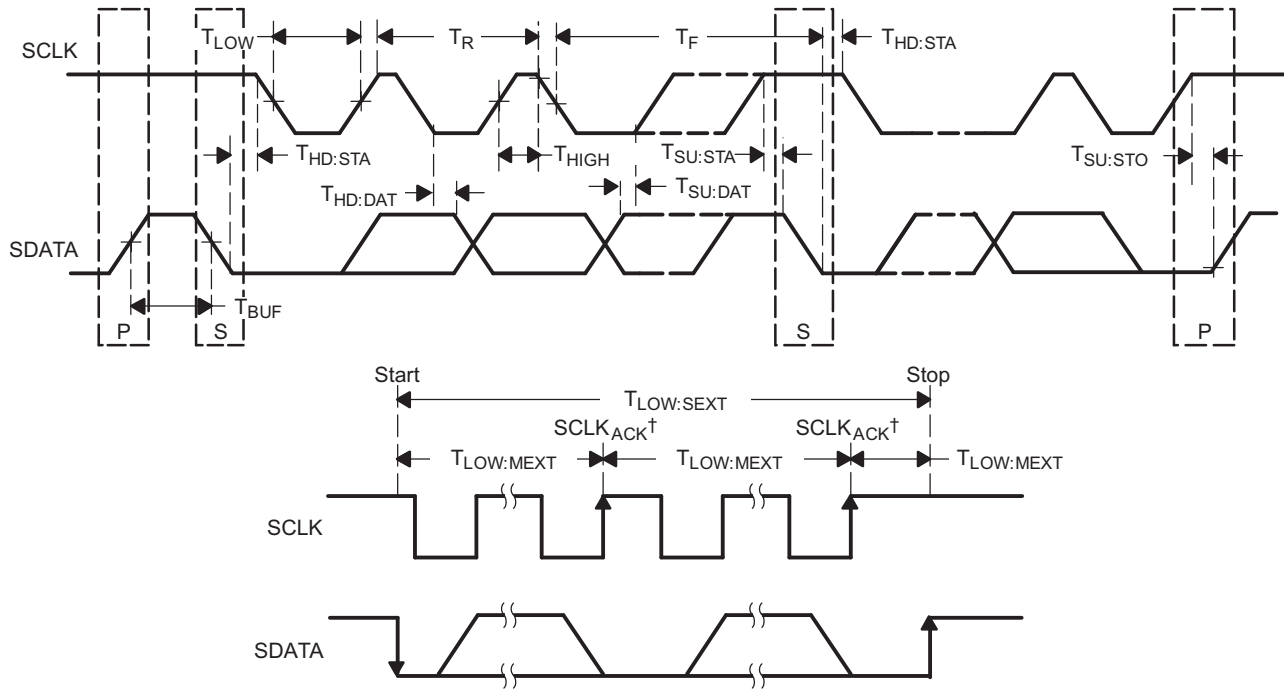 SCLK
TLOW
TR
TF
THD:STA
THD:STA
THIGH
TSU:STA
TSU:STO
THD:DAT
TSU:DAT
SDATA
TBUF
P
S
S
P
Start
Stop
TLOW:SEXT
SCLKACK†
SCLKACK†
TLOW:MEXT
TLOW:MEXT
TLOW:MEXT
SCLK
SDATA